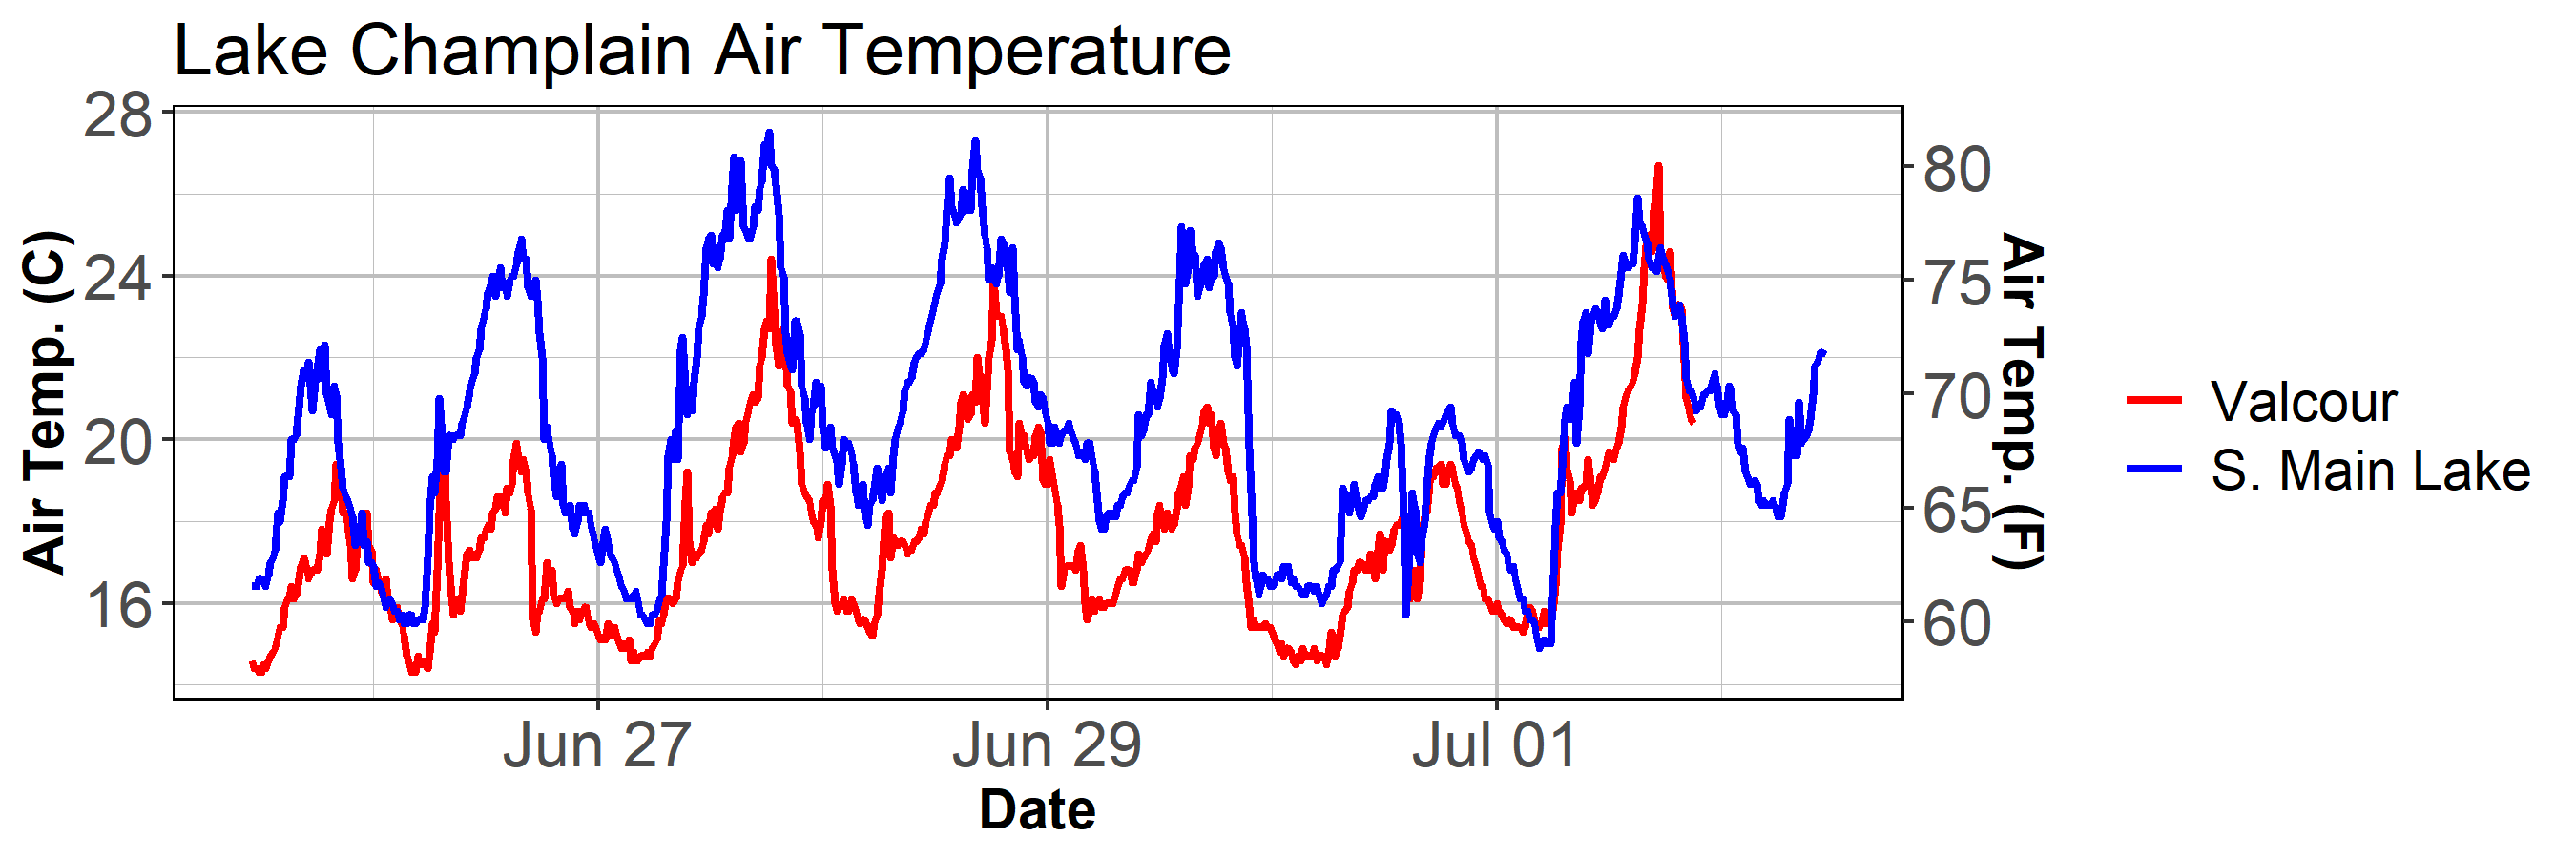 Lake Champlain Air Temperature
Air Temp. (C)
28
24
20
16
80
75
70
65
60
Air Temp. (F)
Jun 27
Jun 29
Jul 01
Date
Valcour
S. Main Lake